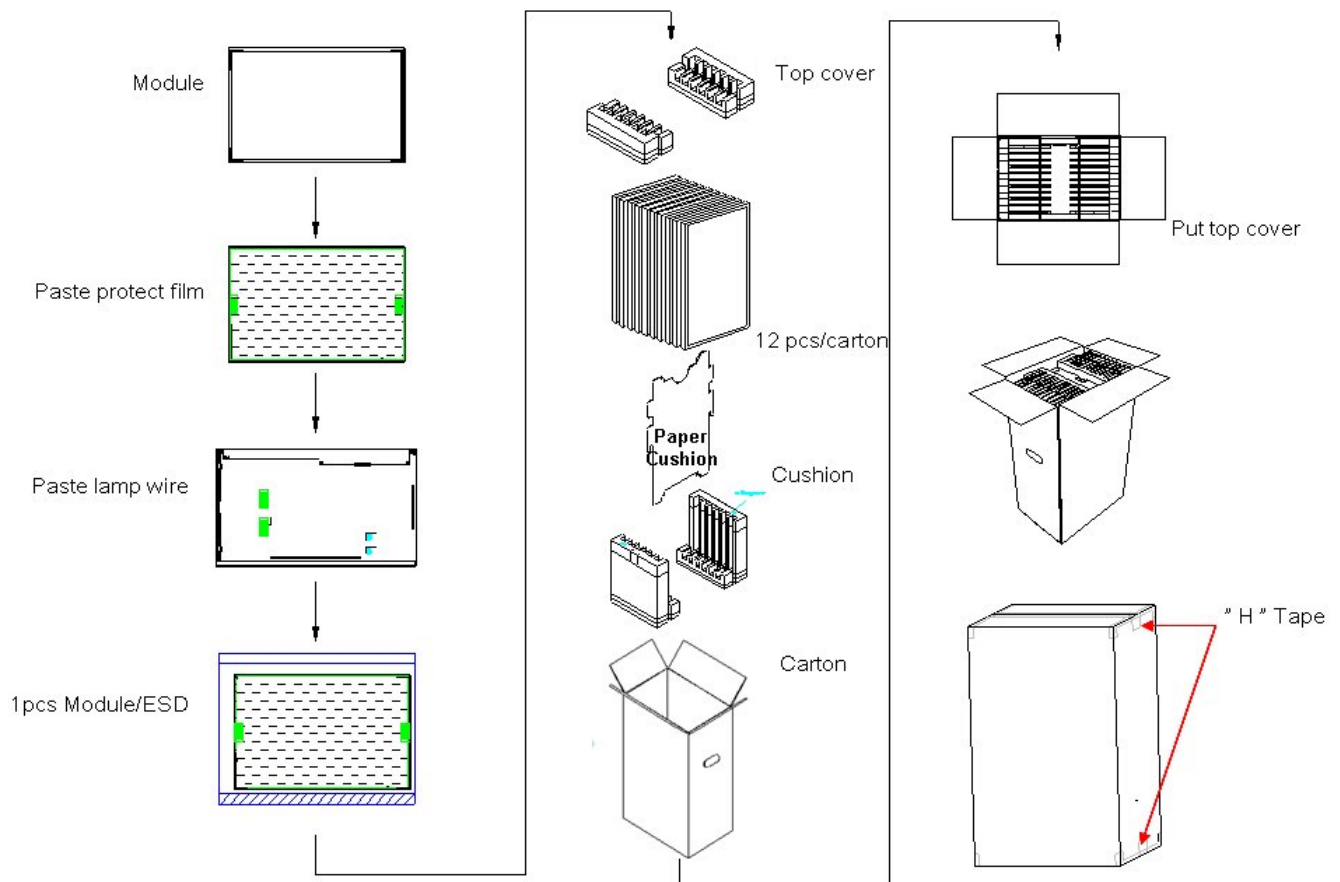 Module
Paste protect film
Paste lamp wire
1pcs Module/ESD
Top cover
12 pcs/carton
Paper
Cushion
Cushion
Carton
Put top cover
" H " Tape